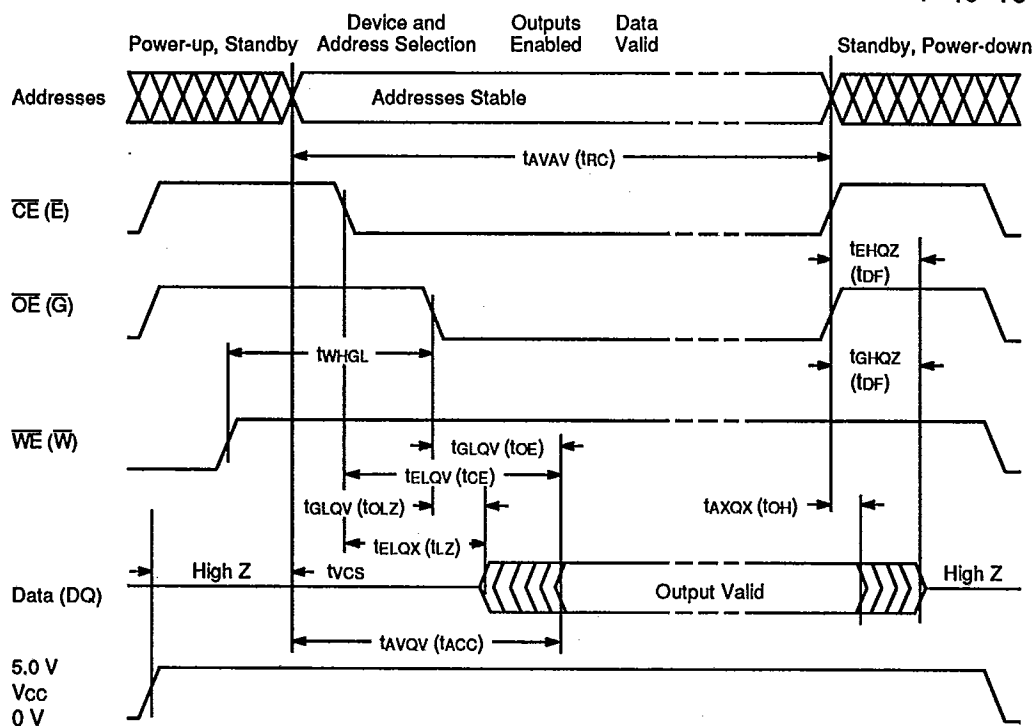 Power-up, Standby
Device and
Address Selection
Outputs
Enabled
Data
Valid
Standby, Power-down
Addresses
Addresses Stable
tAVAV (tRC)
CE (E)
tEHQZ
(tDF)
OE (G)
tWHGL
tGHQZ
(tDF)
WE (W)
tGLQV (tOE)
tELQV (tCE)
tGLQV (tOLZ)
tAXQX (tOH)
tELQX (tLZ)
High Z
tVCS
High Z
Data (DQ)
Output Valid
tAVQV (tACC)
5.0 V
VCC
0 V